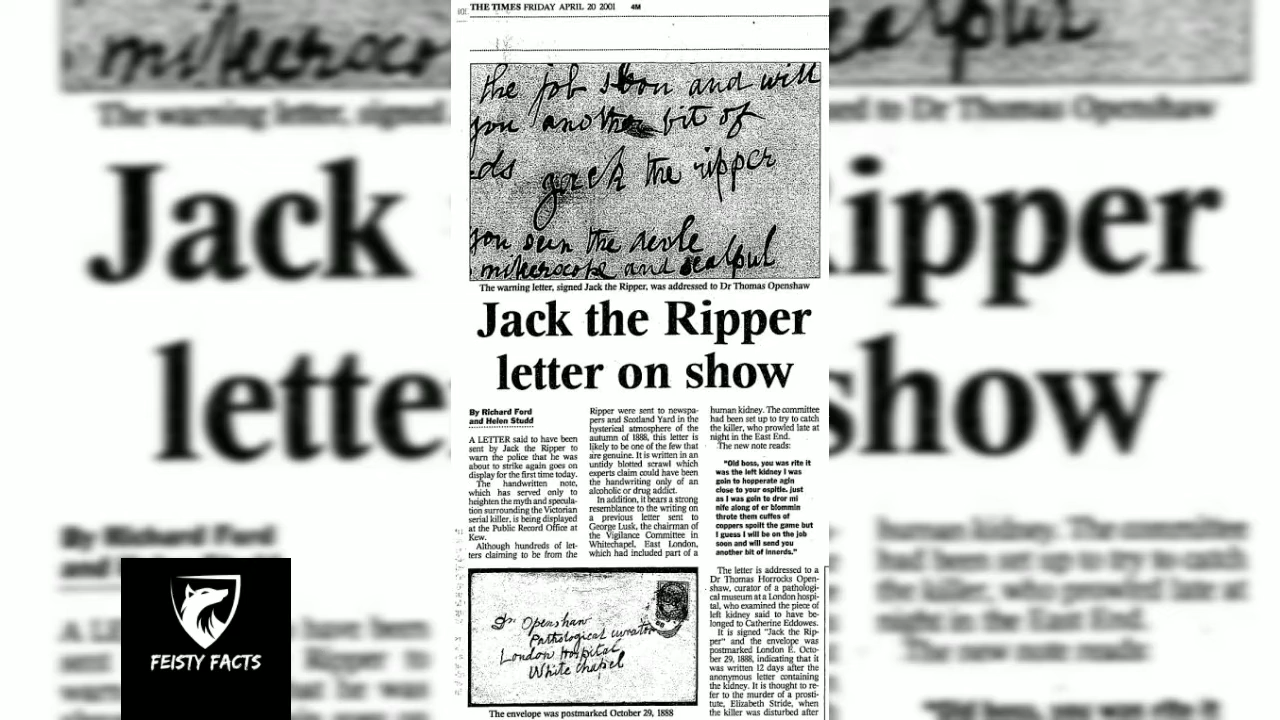 THE TIMES FRIDAY APRIL 20 2001 4M
the job soon and will
you another bit of
ds Jack the ripper
you seen the devle
mikerscope and scalpul
The warning letter, signed Jack the Ripper, was addressed to Dr Thomas Openshaw
Jack the Ripper
letter on show
By Richard Ford
and Helen Studd
A LETTER said to have been
sent by Jack the Ripper to
warn the police that he was
about to strike again goes on
display for the first time today.
The handwritten note,
which has served only to
heighten the myth and specula-
tion surrounding the Victorian
serial killer, is being displayed
at the Public Record Office at
Kew.
Although hundreds of let-
ters claiming to be from the
Ripper were sent to newspa-
pers and Scotland Yard in the
hysterical atmosphere of the
autumn of 1888, this letter is
likely to be one of the few that
are genuine. It is written in an
untidy blotted scrawl which
experts claim could have been
the handwriting only of an
alcoholic or drug addict.
In addition, it bears a strong
resemblance to the writing on
a previous letter sent to
George Lusk, the chairman of
the Vigilance Committee in
Whitechapel, East London,
which had included part of a
human kidney. The committee
had been set up to try to catch
the killer, who prowled late at
night in the East End.
The new note reads:
"Old boss, you was rite it
was the left kidney I was
goin to hopperate agin
close to your ospitle. just
as I was goin to dror mi
nife along of er blommin
throte them cuffes of
coppers spoilt the game but
I guess I will be on the job
soon and will send you
another bit of innerds."
The letter is addressed to a
Dr Thomas Horrocks Open-
shaw, curator of a pathologi-
cal museum at a London hospi-
tal, who examined the piece of
left kidney said to have be-
longed to Catherine Eddowes.
It is signed "Jack the Rip-
per" and the envelope was
postmarked London E. Octo-
ber 29, 1888, indicating that it
was written 12 days after the
anonymous letter containing
the kidney. It is thought to re-
fer to the murder of a prosti-
tute, Elizabeth Stride, when
the killer was disturbed after
Dr Openshaw
Pathological curator
London Hospital
White chapel
The envelope was postmarked October 29, 1888
FEISTY FACTS